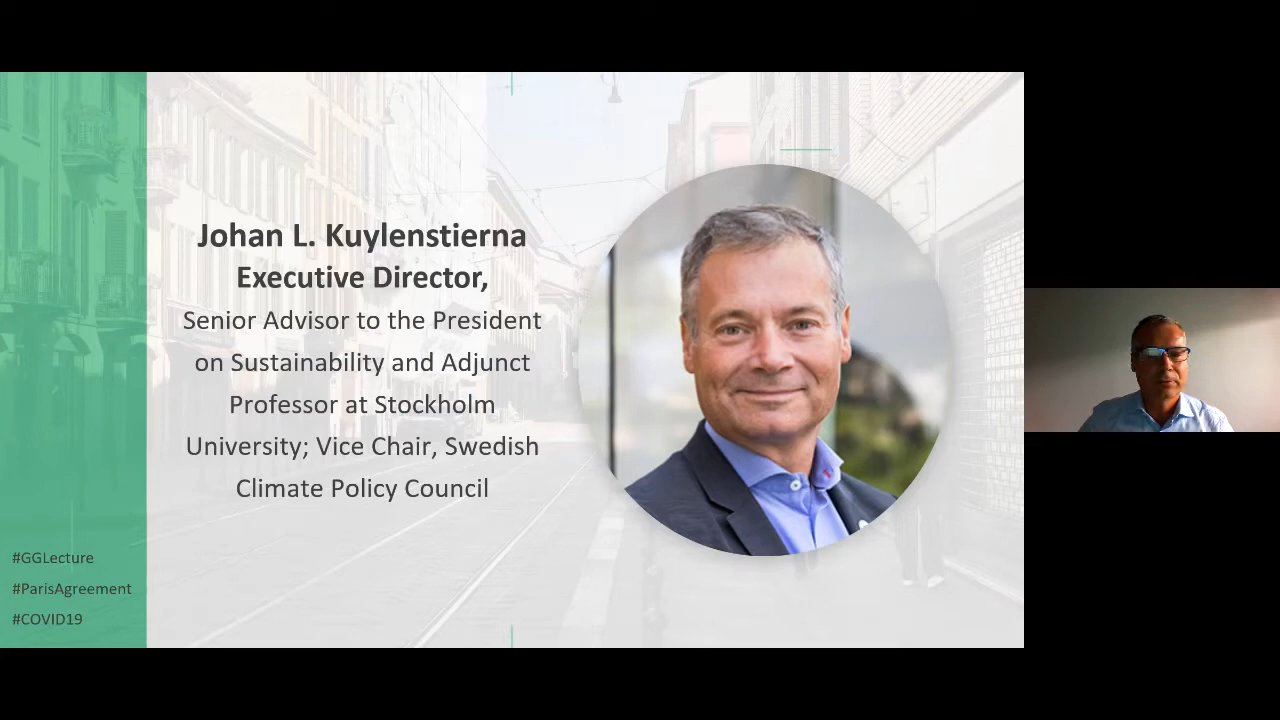 Johan L. Kuylenstierna
Executive Director,
Senior Advisor to the President
on Sustainability and Adjunct
Professor at Stockholm
University; Vice Chair, Swedish
Climate Policy Council
#GGLecture
#ParisAgreement
#COVID19